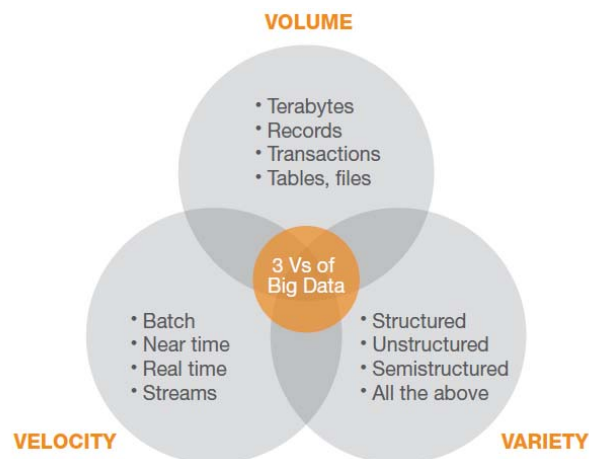 VOLUME
• Terabytes
• Records
• Transactions
• Tables, files
3 Vs of
Big Data
• Batch
• Near time
• Real time
• Streams
• Structured
• Unstructured
• Semistructured
• All the above
VELOCITY
VARIETY